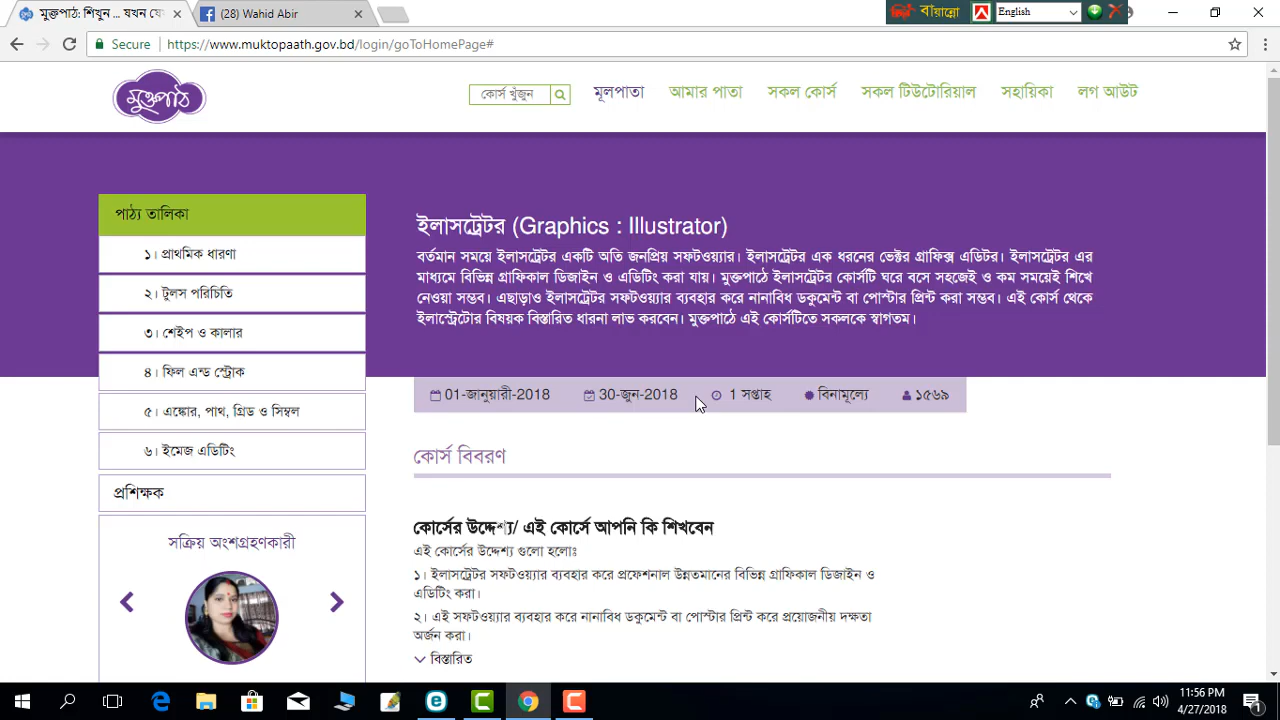 মুক্তপাঠ: শিখুন ... যখন যে
(28) Wahid Abir
বায়ান্নো
English
Secure
https://www.muktopaath.gov.bd/login/goToHomePage#
মুক্তপাঠ
কোর্স খুঁজুন
মূলপাতা
আমার পাতা
সকল কোর্স
সকল টিউটোরিয়াল
সহায়িকা
লগ আউট
পাঠ্য তালিকা
১। প্রাথমিক ধারণা
২। টুলস পরিচিতি
৩। শেইপ ও কালার
৪। ফিল এন্ড স্ট্রোক
৫। এঙ্কোর, পাথ, গ্রিড ও সিম্বল
৬। ইমেজ এডিটিং
প্রশিক্ষক
সক্রিয় অংশগ্রহণকারী
ইলাসট্রেটর (Graphics : Illustrator)
বর্তমান সময়ে ইলাসট্রেটর একটি অতি জনপ্রিয় সফটওয়্যার। ইলাসট্রেটর এক ধরনের ভেক্টর গ্রাফিক্স এডিটর। ইলাসট্রেটর এর
মাধ্যমে বিভিন্ন গ্রাফিকাল ডিজাইন ও এডিটিং করা যায়। মুক্তপাঠে ইলাসট্রেটর কোর্সটি ঘরে বসে সহজেই ও কম সময়েই শিখে
নেওয়া সম্ভব। এছাড়াও ইলাসট্রেটর সফটওয়্যার ব্যবহার করে নানাবিধ ডকুমেন্ট বা পোস্টার প্রিন্ট করা সম্ভব। এই কোর্স থেকে
ইলাস্ট্রেটোর বিষয়ক বিস্তারিত ধারনা লাভ করবেন। মুক্তপাঠে এই কোর্সটিতে সকলকে স্বাগতম।
01-জানুয়ারী-2018
30-জুন-2018
1 সপ্তাহ
বিনামূল্যে
১৫৬৯
কোর্স বিবরণ
কোর্সের উদ্দেশ্য/ এই কোর্সে আপনি কি শিখবেন
এই কোর্সের উদ্দেশ্য গুলো হলোঃ
১। ইলাসট্রেটর সফটওয়্যার ব্যবহার করে প্রফেশনাল উন্নতমানের বিভিন্ন গ্রাফিকাল ডিজাইন ও
এডিটিং করা।
২। এই সফটওয়্যার ব্যবহার করে নানাবিধ ডকুমেন্ট বা পোস্টার প্রিন্ট করে প্রয়োজনীয় দক্ষতা
অর্জন করা।
বিস্তারিত
11:56 PM
4/27/2018